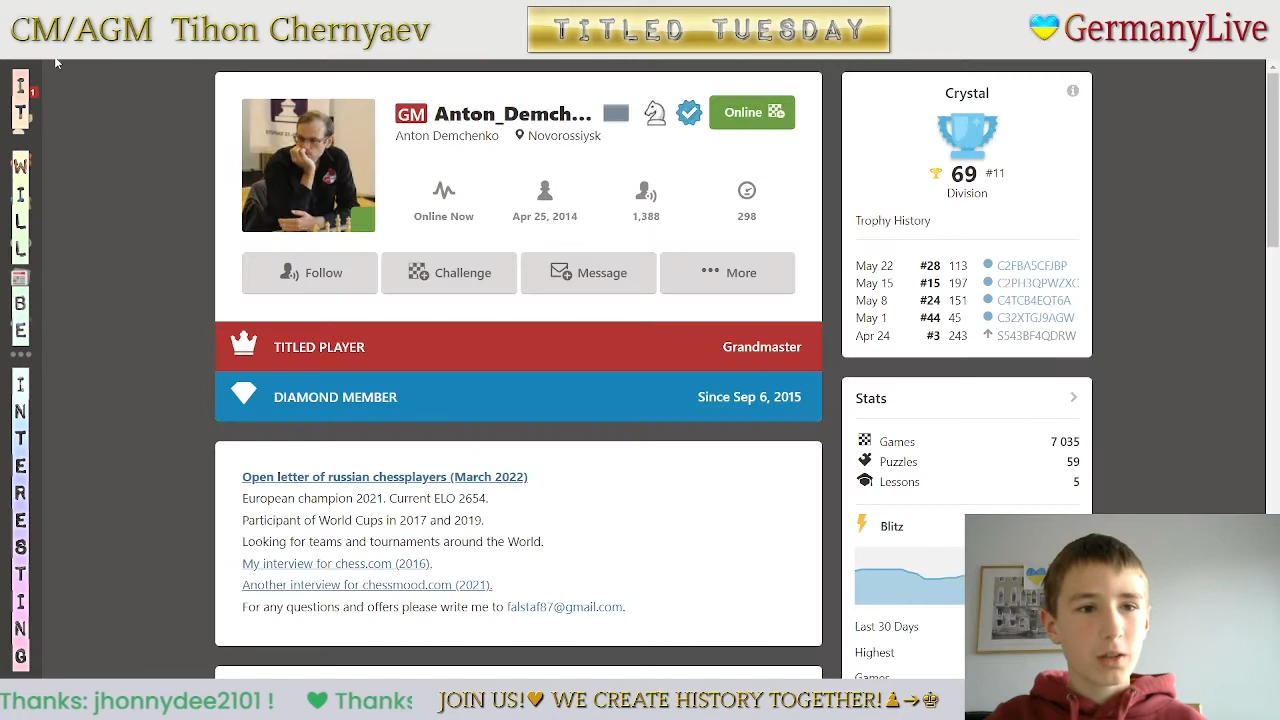 CM/AGM Tihon Chernyaev
TITLED TUESDAY
GermanyLive
IT
1
WILL
BE
INTERESTING
GM Anton_Demch...
Anton Demchenko Novorossiysk
Online
Online Now
Apr 25, 2014
1,388
298
Follow
Challenge
Message
More
TITLED PLAYER Grandmaster
DIAMOND MEMBER Since Sep 6, 2015
Open letter of russian chessplayers (March 2022)
European champion 2021. Current ELO 2654.
Participant of World Cups in 2017 and 2019.
Looking for teams and tournaments around the World.
My interview for chess.com (2016).
Another interview for chessmood.com (2021).
For any questions and offers please write me to falstaf87@gmail.com.
Crystal
69 #11
Division
Trophy History
May 22 #28 113 C2FBA5CFJBP
May 15 #15 197 C2PH3QPWZXC
May 8 #24 151 C4TCB4EQT6A
May 1 #44 45 C32XTGJ9AGW
Apr 24 #3 243 S543BF4QDRW
Stats
Games 7 035
Puzzles 59
Lessons 5
Blitz
Last 30 Days
Highest
Games
Thanks: jhonnydee2101 ! Thanks
JOIN US! WE CREATE HISTORY TOGETHER!